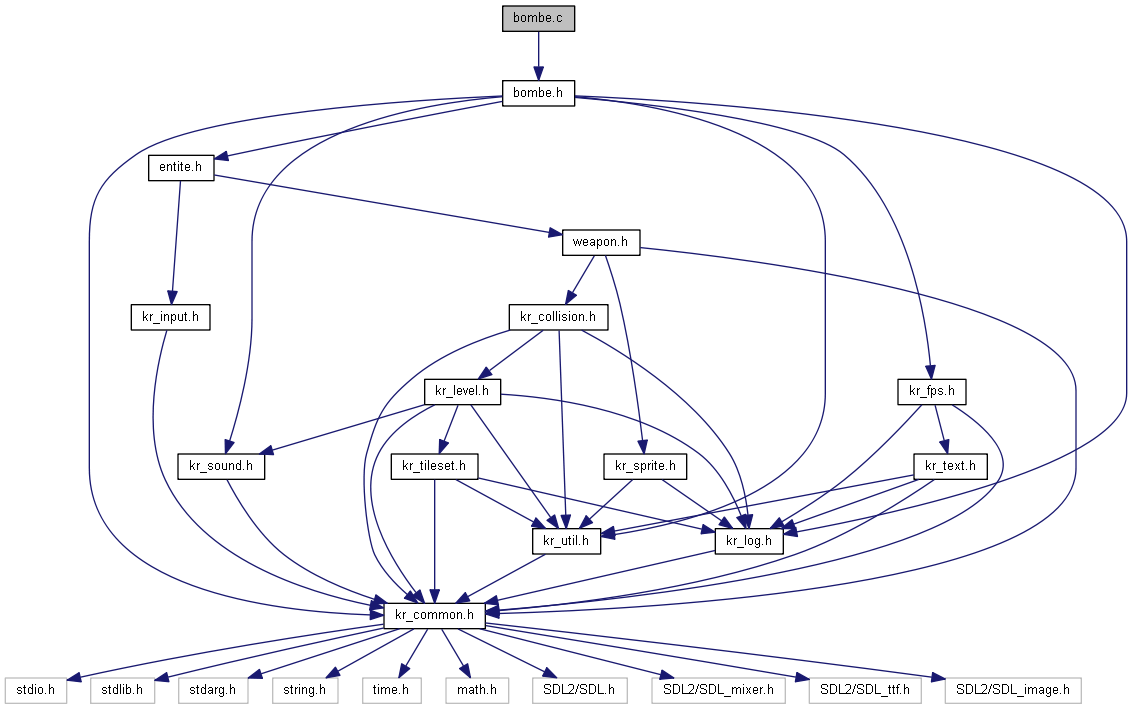 bombe.c
bombe.h
entite.h
weapon.h
kr_input.h
kr_collision.h
kr_level.h
kr_fps.h
kr_sound.h
kr_tileset.h
kr_sprite.h
kr_text.h
kr_util.h
kr_log.h
kr_common.h
stdio.h
stdlib.h
stdarg.h
string.h
time.h
math.h
SDL2/SDL.h
SDL2/SDL_mixer.h
SDL2/SDL_ttf.h
SDL2/SDL_image.h